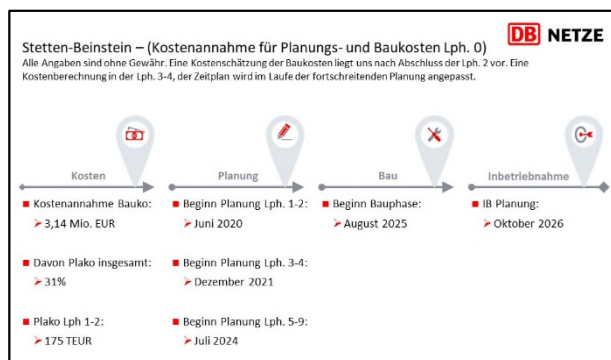 DB NETZE
Stetten-Beinstein – (Kostenannahme für Planungs- und Baukosten Lph. 0)
Alle Angaben sind ohne Gewähr. Eine Kostenschätzung der Baukosten liegt uns nach Abschluss der Lph. 2 vor. Eine
Kostenberechnung in der Lph. 3-4, der Zeitplan wird im Laufe der fortschreitenden Planung angepasst.
Kosten
Kostenannahme Bauko:
3,14 Mio. EUR
Davon Plako insgesamt:
31%
Plako Lph 1-2:
175 TEUR
Planung
Beginn Planung Lph. 1-2:
Juni 2020
Beginn Planung Lph. 3-4:
Dezember 2021
Beginn Planung Lph. 5-9:
Juli 2024
Bau
Beginn Bauphase:
August 2025
Inbetriebnahme
IB Planung:
Oktober 2026